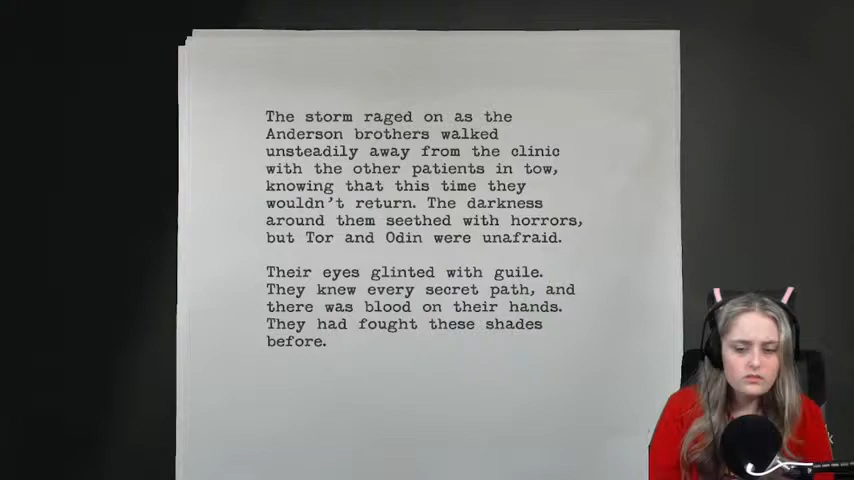 The storm raged on as the
Anderson brothers walked
unsteadily away from the clinic
with the other patients in tow,
knowing that this time they
wouldn't return. The darkness
around them seethed with horrors,
but Tor and Odin were unafraid.
Their eyes glinted with guile.
They knew every secret path, and
there was blood on their hands.
They had fought these shades
before.